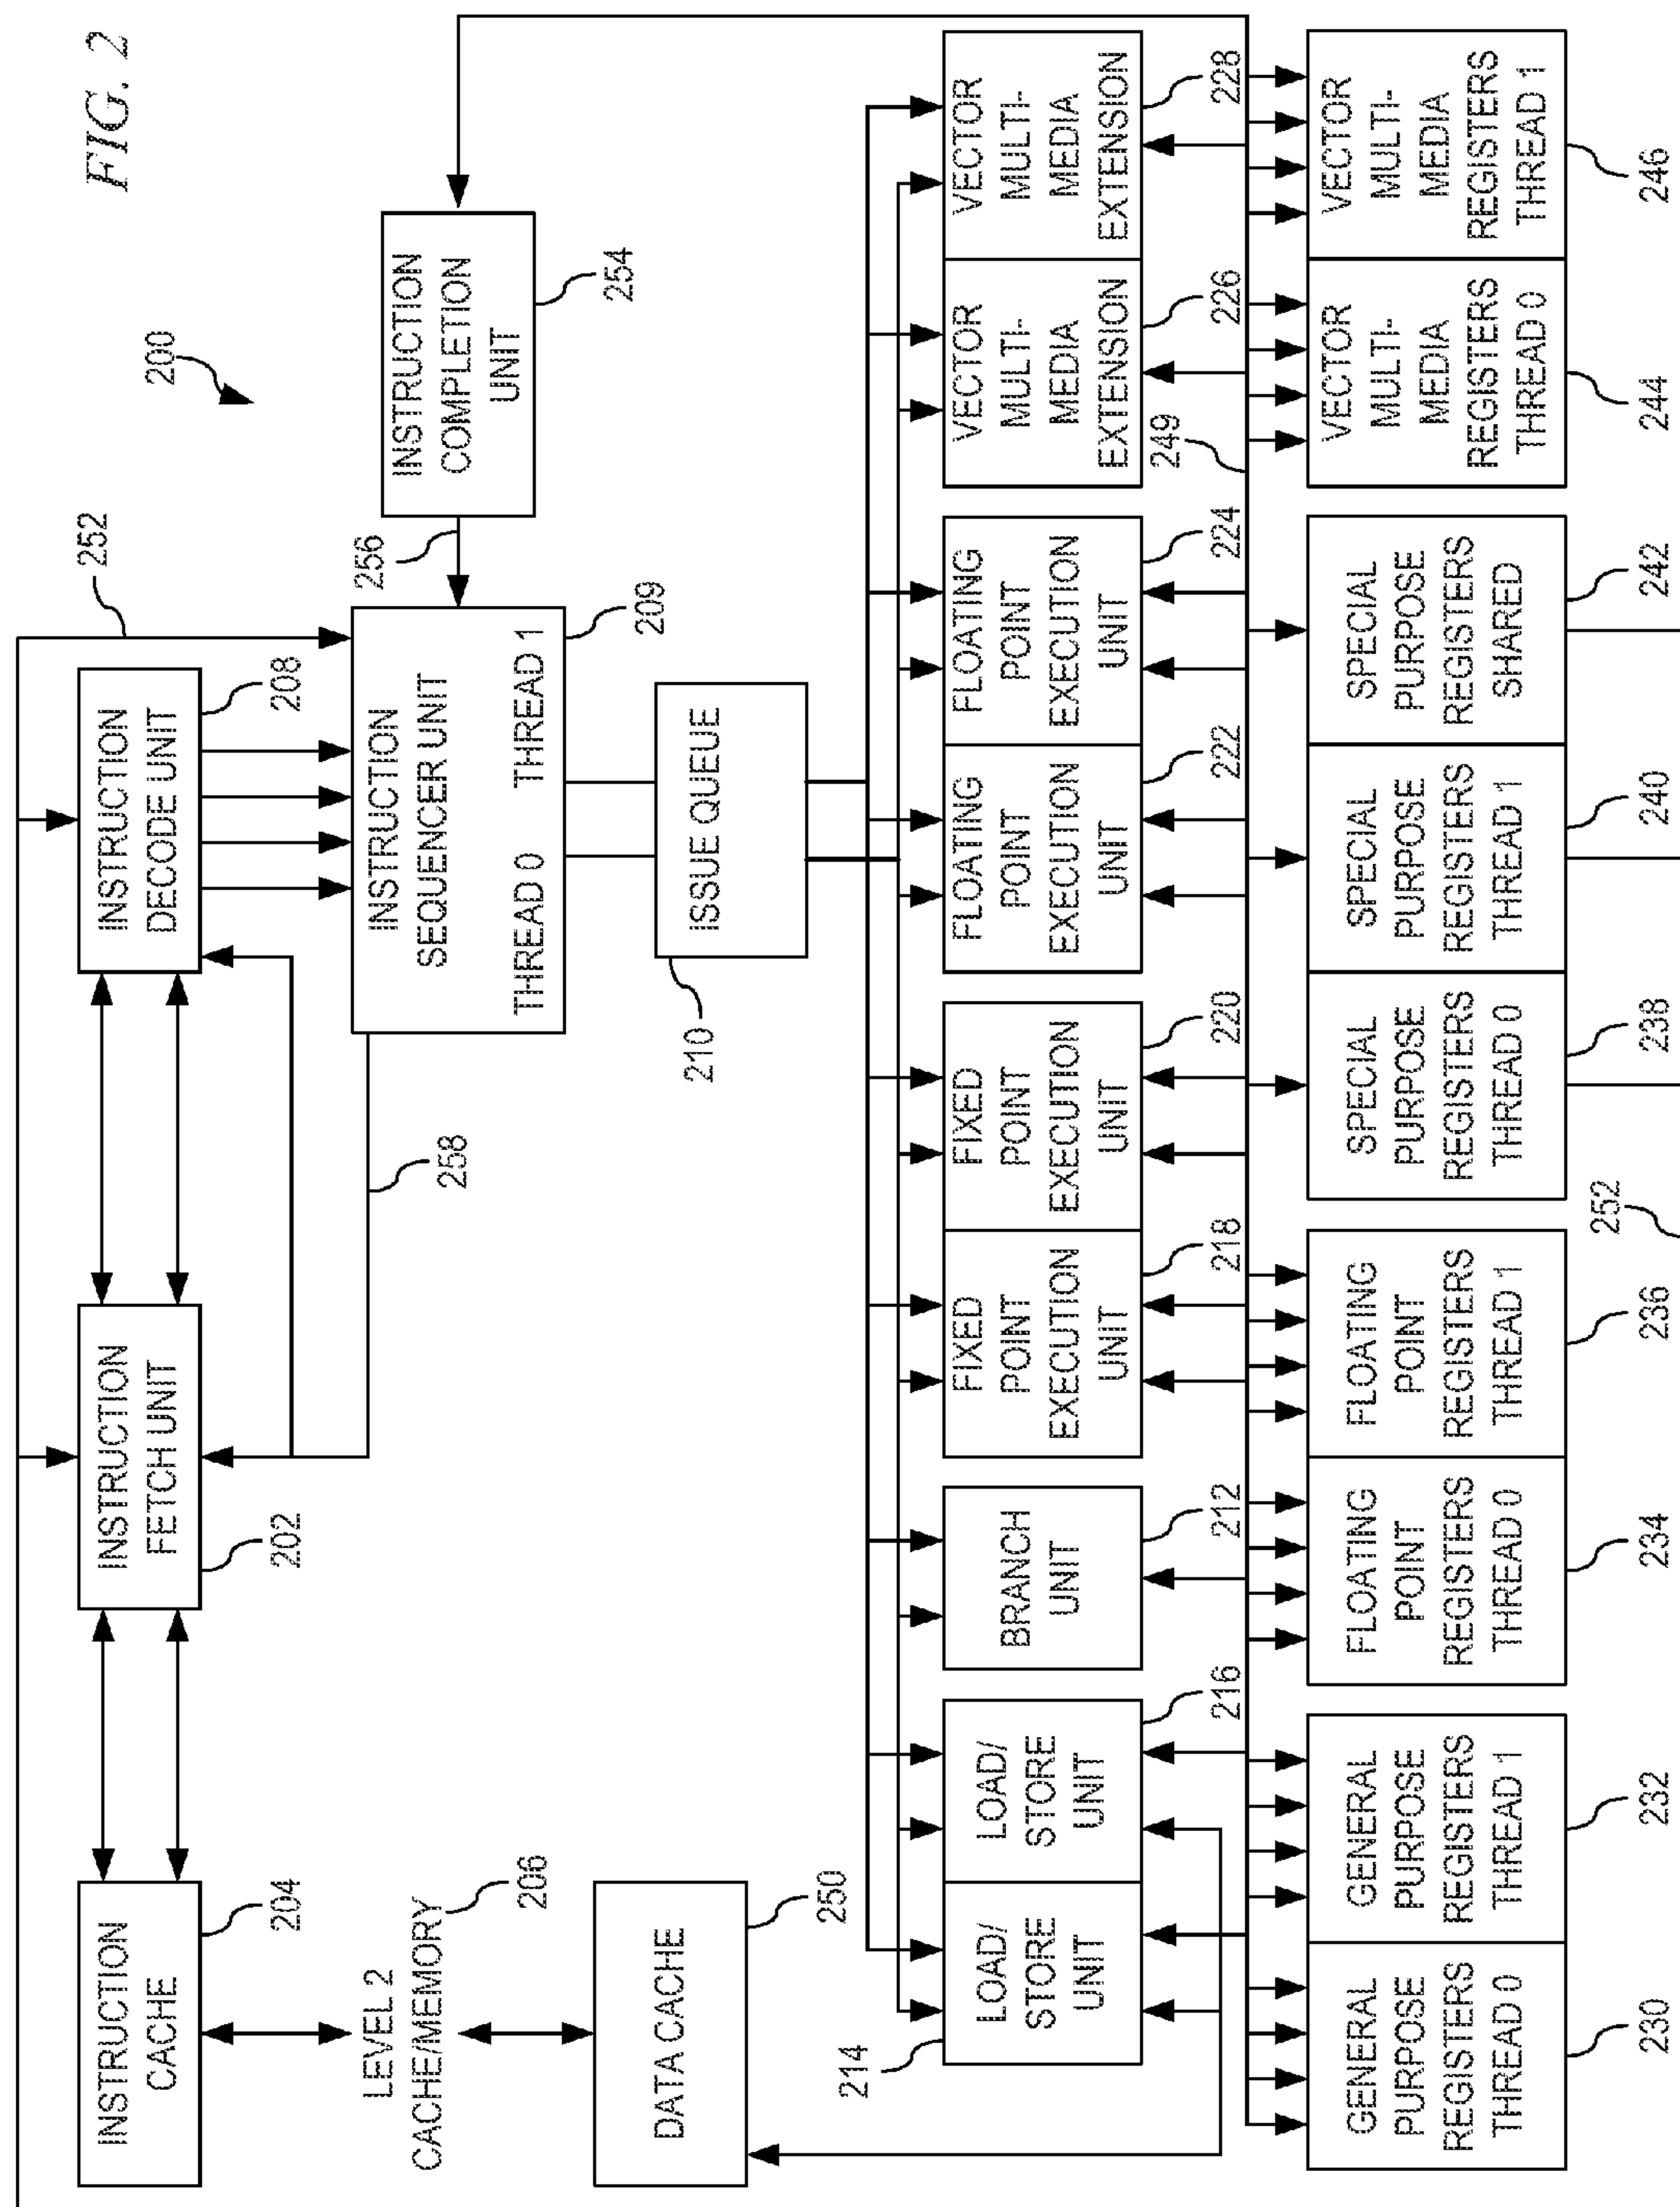 FIG. 2
200
252
INSTRUCTION
CACHE
204
INSTRUCTION
FETCH UNIT
202
INSTRUCTION
DECODE UNIT
208
LEVEL 2
CACHE/MEMORY
206
258
INSTRUCTION
SEQUENCER UNIT
THREAD 0 THREAD 1
209
256
INSTRUCTION
COMPLETION
UNIT
254
DATA CACHE
250
210
ISSUE QUEUE
214
LOAD/
STORE
UNIT
LOAD/
STORE
UNIT
216
BRANCH
UNIT
212
FIXED
POINT
EXECUTION
UNIT
218
FIXED
POINT
EXECUTION
UNIT
220
FLOATING
POINT
EXECUTION
UNIT
222
FLOATING
POINT
EXECUTION
UNIT
224
VECTOR
MULTI-
MEDIA
EXTENSION
226
VECTOR
MULTI-
MEDIA
EXTENSION
228
249
GENERAL
PURPOSE
REGISTERS
THREAD 0
230
GENERAL
PURPOSE
REGISTERS
THREAD 1
232
FLOATING
POINT
REGISTERS
THREAD 0
234
FLOATING
POINT
REGISTERS
THREAD 1
236
252
SPECIAL
PURPOSE
REGISTERS
THREAD 0
238
SPECIAL
PURPOSE
REGISTERS
THREAD 1
240
SPECIAL
PURPOSE
REGISTERS
SHARED
242
VECTOR
MULTI-
MEDIA
REGISTERS
THREAD 0
244
VECTOR
MULTI-
MEDIA
REGISTERS
THREAD 1
246